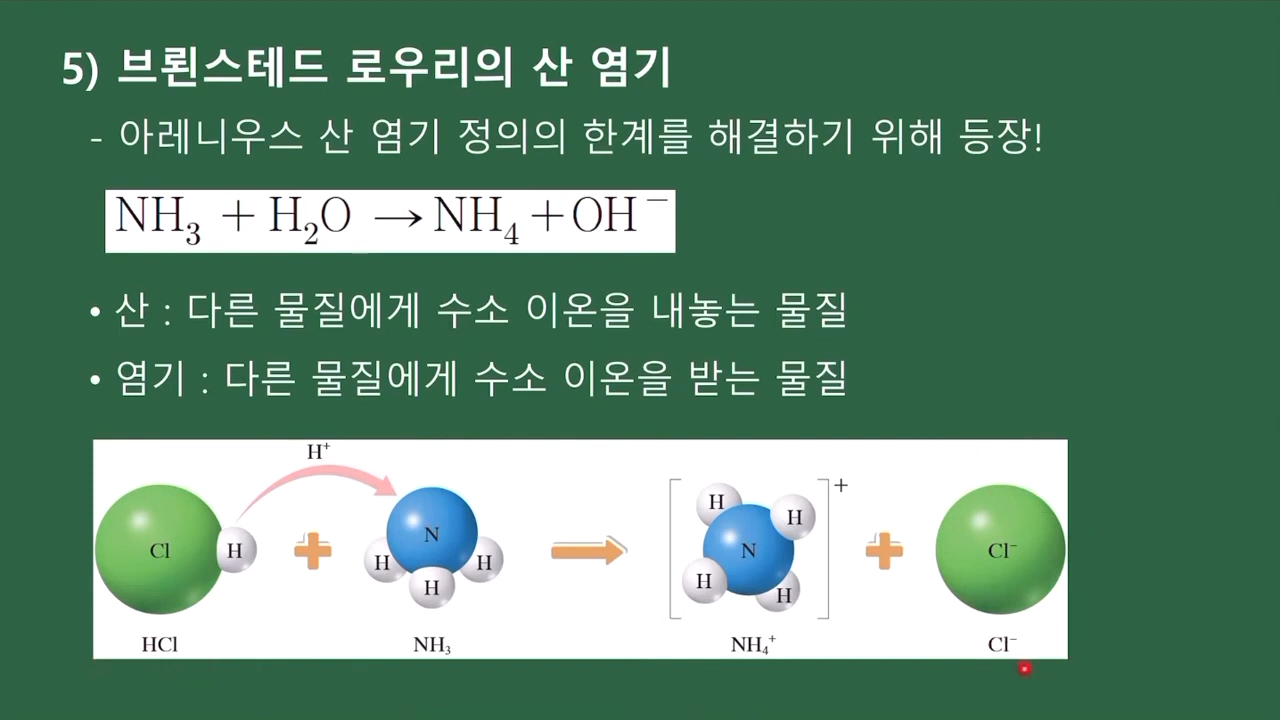 5) 브뢴스테드 로우리의 산 염기
- 아레니우스 산 염기 정의의 한계를 해결하기 위해 등장!
NH₃ + H₂O → NH₄ + OH⁻
• 산 : 다른 물질에게 수소 이온을 내놓는 물질
• 염기 : 다른 물질에게 수소 이온을 받는 물질
H⁺
Cl H N H H H N H H H H + Cl⁻
HCl NH₃ NH₄⁺ Cl⁻